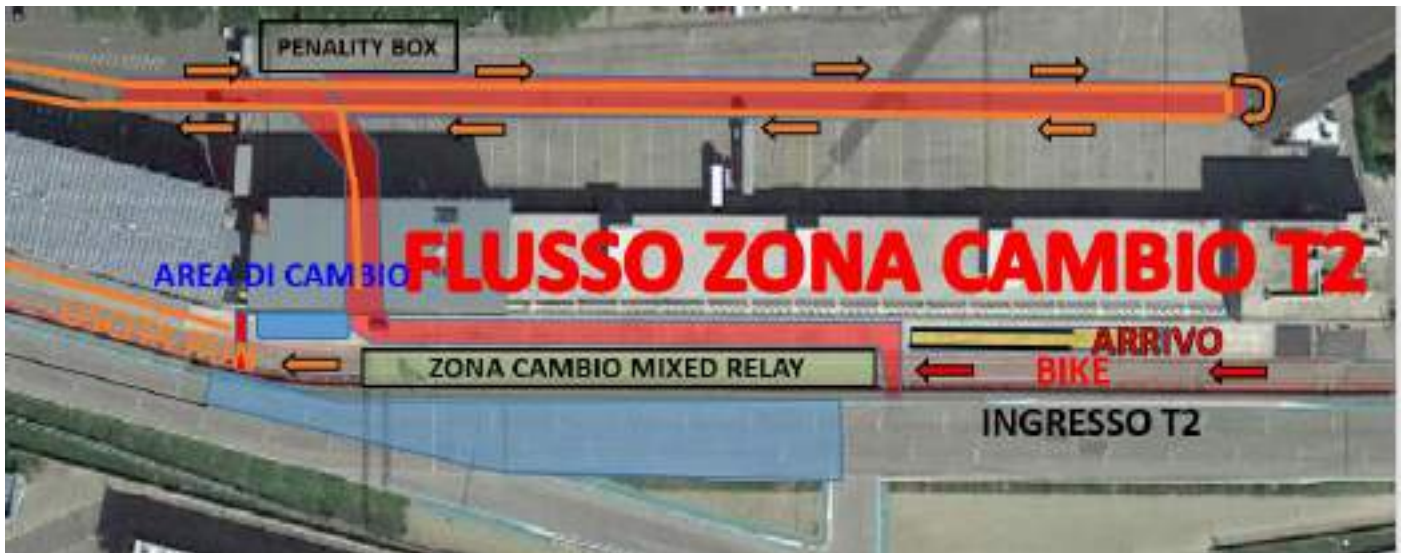 PENALITY BOX
FLUSSO ZONA CAMBIO T2
AREA DI CAMBIO
ARRIVO
ZONA CAMBIO MIXED RELAY
BIKE
INGRESSO T2